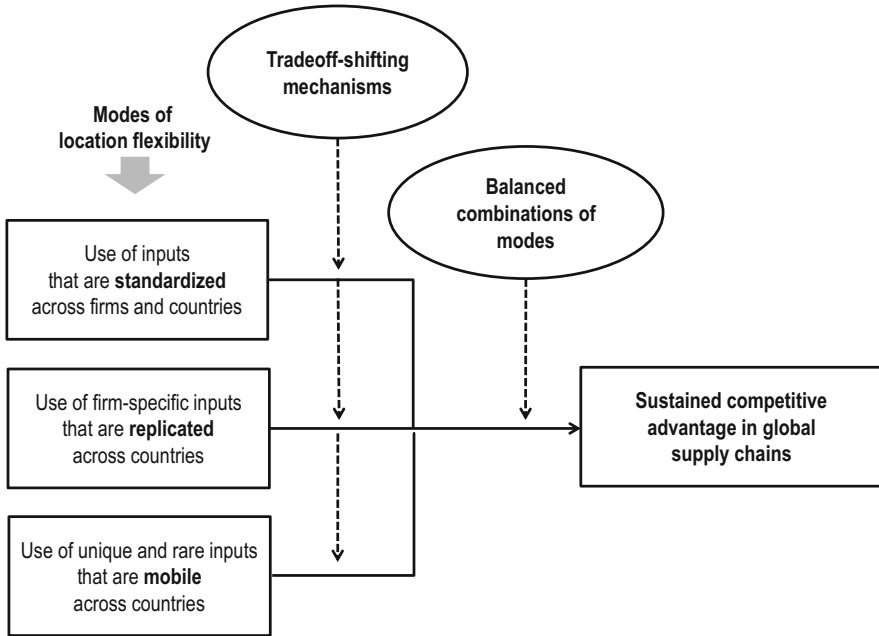 Tradeoff-shifting
mechanisms
Modes of
location flexibility
Balanced
combinations of
modes
Use of inputs
that are standardized
across firms and countries
Use of firm-specific inputs
that are replicated
across countries
Sustained competitive
advantage in global
supply chains
Use of unique and rare inputs
that are mobile
across countries